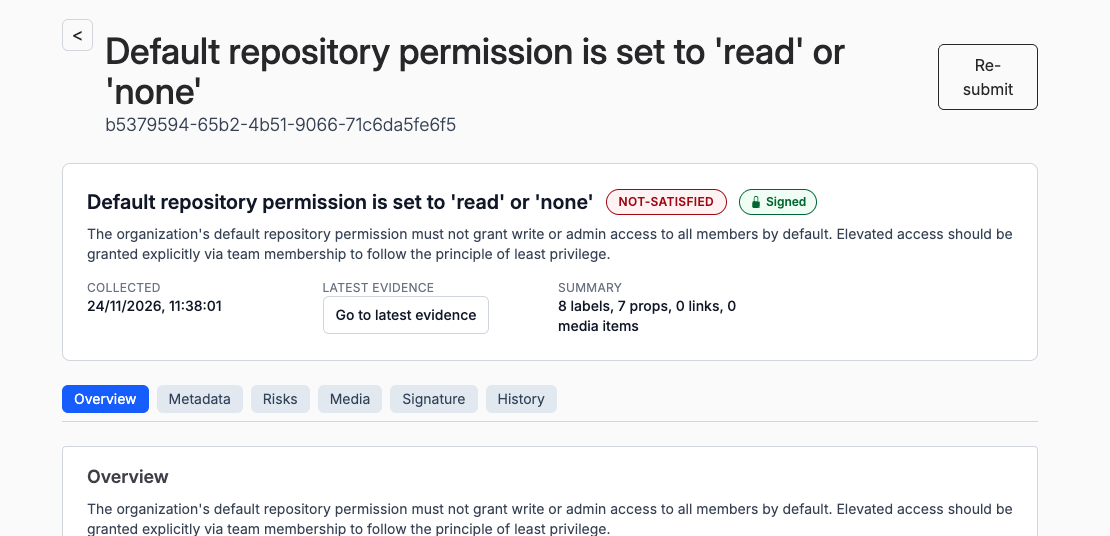 <
Default repository permission is set to 'read' or
'none'
b5379594-65b2-4b51-9066-71c6da5fe6f5
Re-
submit
Default repository permission is set to 'read' or 'none'
NOT-SATISFIED
Signed
The organization's default repository permission must not grant write or admin access to all members by default. Elevated access should be
granted explicitly via team membership to follow the principle of least privilege.
COLLECTED
24/11/2026, 11:38:01
LATEST EVIDENCE
Go to latest evidence
SUMMARY
8 labels, 7 props, 0 links, 0
media items
Overview
Metadata
Risks
Media
Signature
History
Overview
The organization's default repository permission must not grant write or admin access to all members by default. Elevated access should be
granted explicitly via team membership to follow the principle of least privilege.